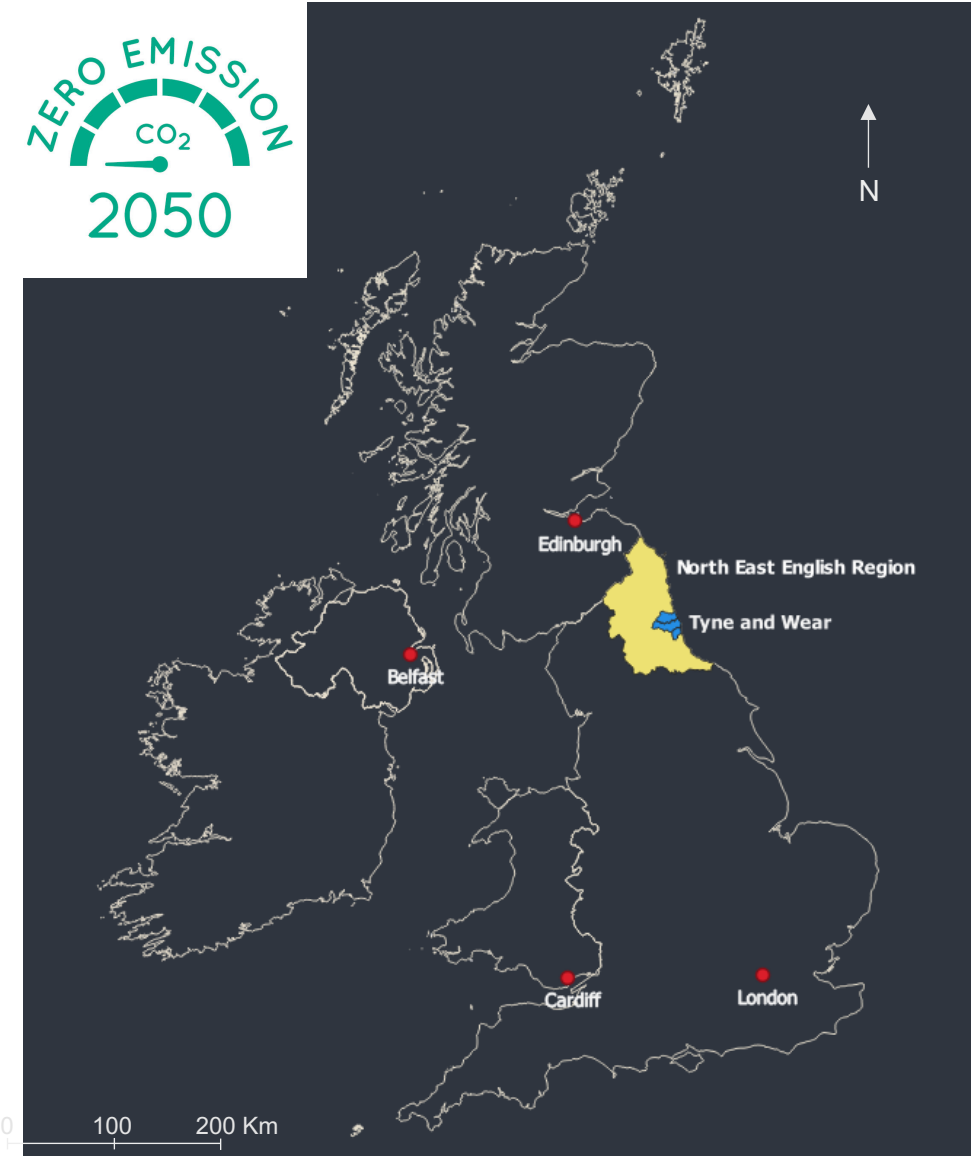 ZERO EMISSION
CO2
2050
N
Edinburgh
North East English Region
Tyne and Wear
Belfast
Cardiff
London
0 100 200 Km